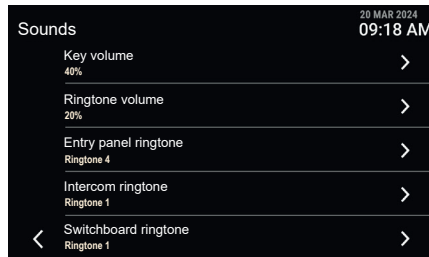 20 MAR 2024
Sounds
09:18 AM
Key volume
40%
Ringtone volume
20%
Entry panel ringtone
Ringtone 4
Intercom ringtone
Ringtone 1
Switchboard ringtone
Ringtone 1